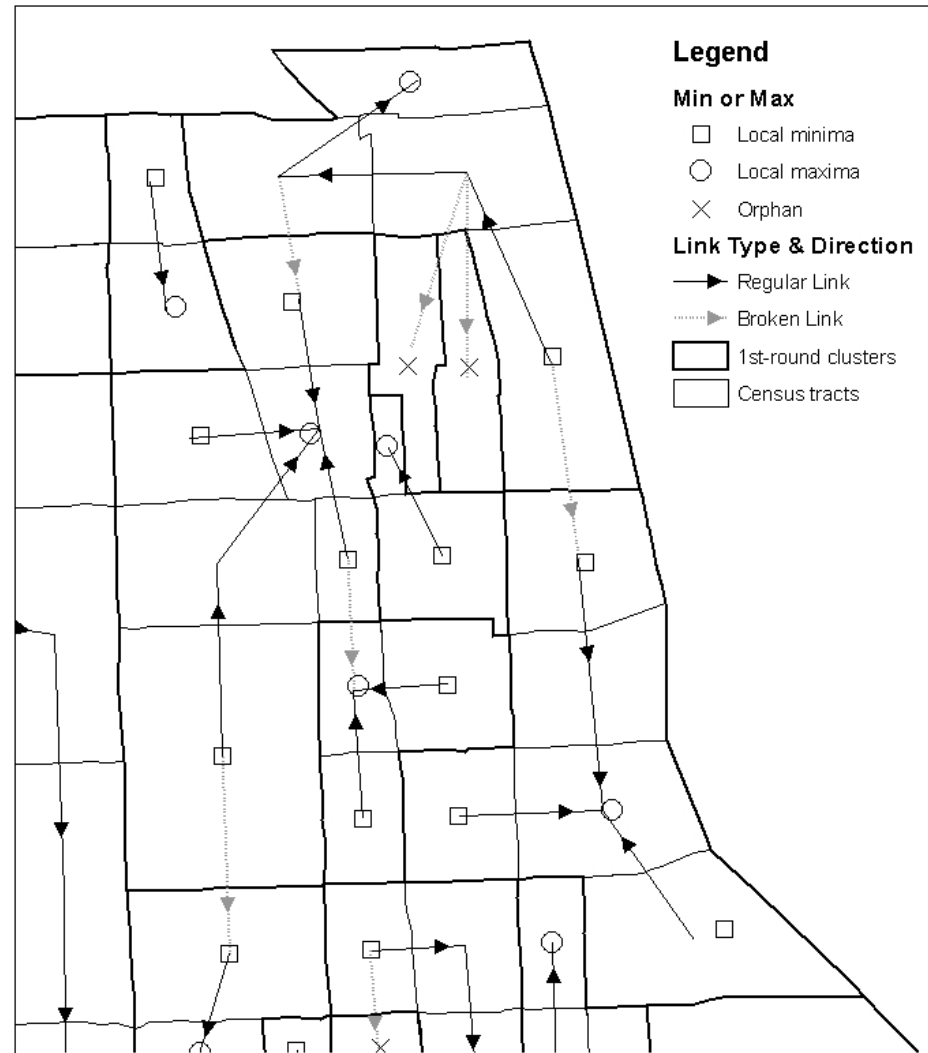 Legend
Min or Max
Local minima
Local maxima
Orphan
Link Type & Direction
Regular Link
Broken Link
1st-round clusters
Census tracts